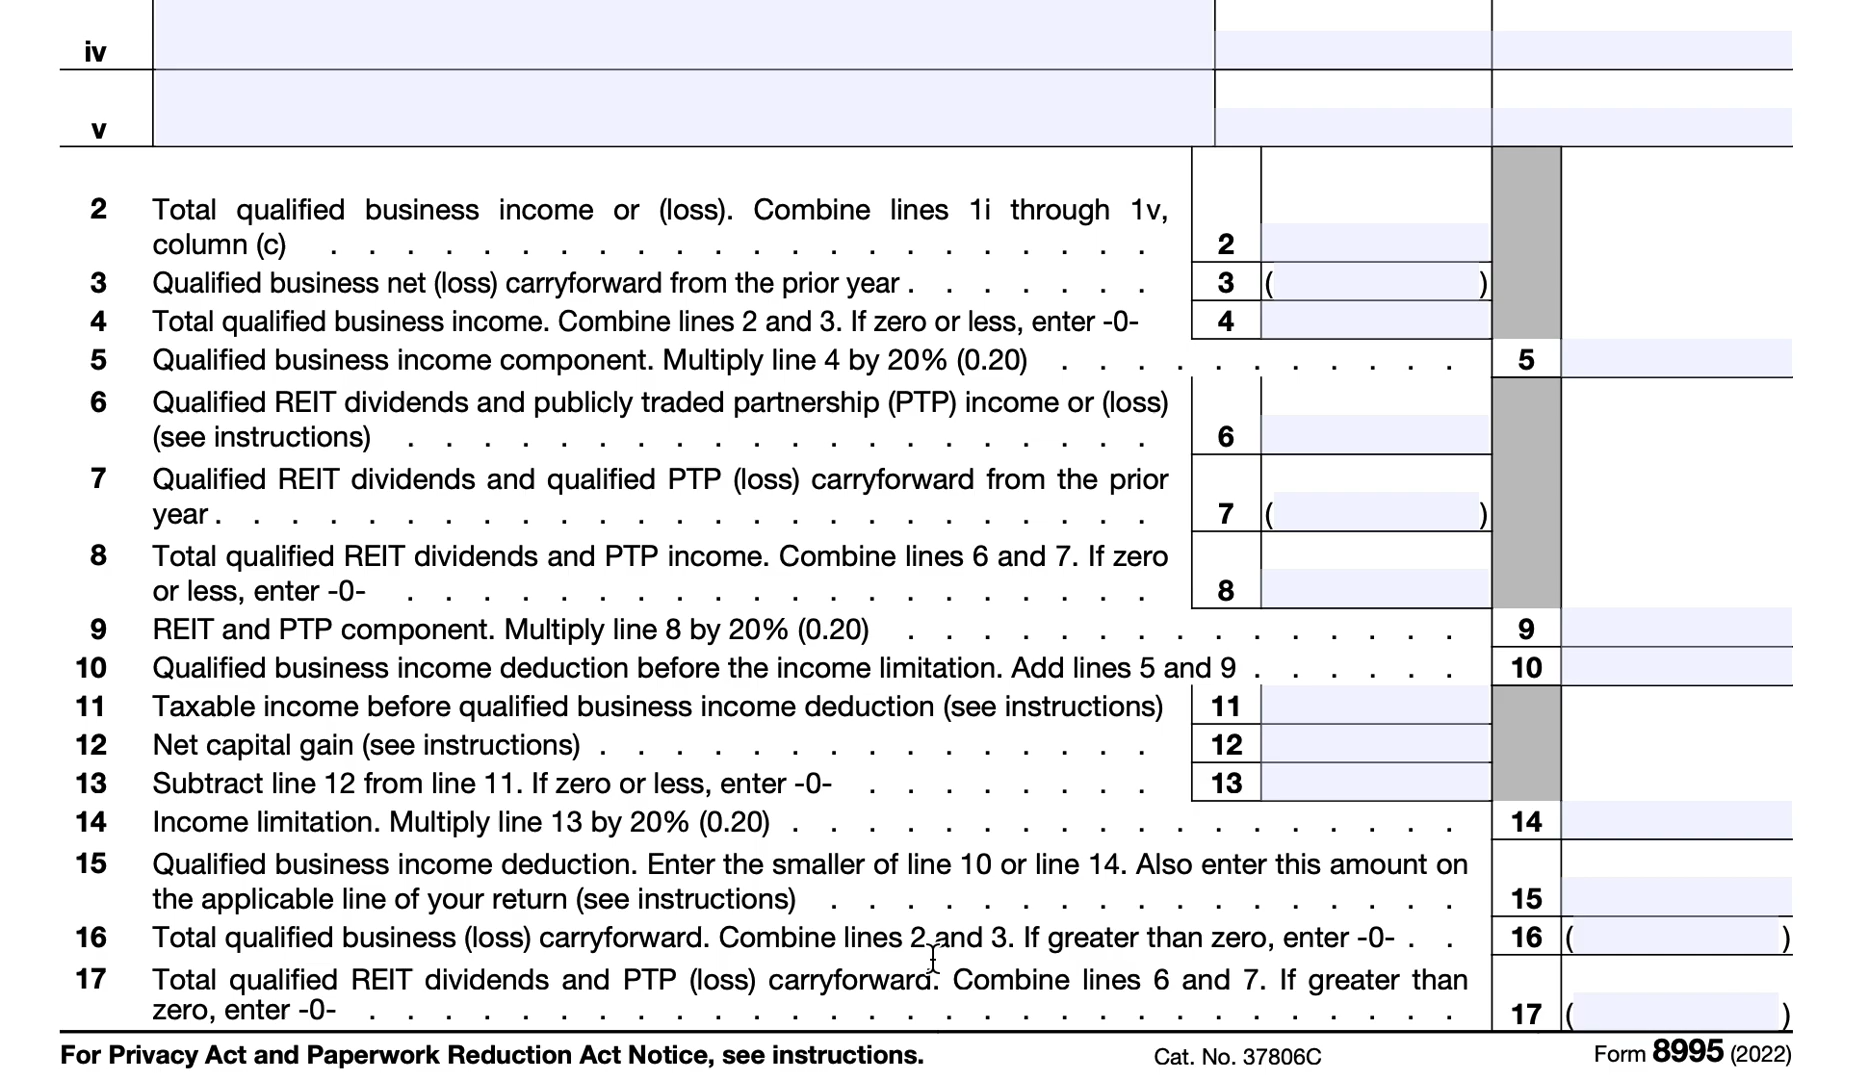 iv
v
2 Total qualified business income or (loss). Combine lines 1i through 1v,
column (c) . . . . . . . . . . . . . . . . . . . . . . 2
3 Qualified business net (loss) carryforward from the prior year . . . . . . . 3 ( )
4 Total qualified business income. Combine lines 2 and 3. If zero or less, enter -0- 4
5 Qualified business income component. Multiply line 4 by 20% (0.20) . . . . . . . . . . . 5
6 Qualified REIT dividends and publicly traded partnership (PTP) income or (loss)
(see instructions) . . . . . . . . . . . . . . . . . . . . 6
7 Qualified REIT dividends and qualified PTP (loss) carryforward from the prior
year . . . . . . . . . . . . . . . . . . . . . . . . . 7 ( )
8 Total qualified REIT dividends and PTP income. Combine lines 6 and 7. If zero
or less, enter -0- . . . . . . . . . . . . . . . . . . . . 8
9 REIT and PTP component. Multiply line 8 by 20% (0.20) . . . . . . . . . . . . . . . 9
10 Qualified business income deduction before the income limitation. Add lines 5 and 9 . . . . . . 10
11 Taxable income before qualified business income deduction (see instructions) 11
12 Net capital gain (see instructions) . . . . . . . . . . . . . . . 12
13 Subtract line 12 from line 11. If zero or less, enter -0- . . . . . . . . 13
14 Income limitation. Multiply line 13 by 20% (0.20) . . . . . . . . . . . . . . . . . . 14
15 Qualified business income deduction. Enter the smaller of line 10 or line 14. Also enter this amount on
the applicable line of your return (see instructions) . . . . . . . . . . . . . . . . . 15
16 Total qualified business (loss) carryforward. Combine lines 2 and 3. If greater than zero, enter -0- . . 16 ( )
17 Total qualified REIT dividends and PTP (loss) carryforward. Combine lines 6 and 7. If greater than
zero, enter -0- . . . . . . . . . . . . . . . . . . . . . . . . . . . . . 17 ( )
For Privacy Act and Paperwork Reduction Act Notice, see instructions. Cat. No. 37806C Form 8995 (2022)